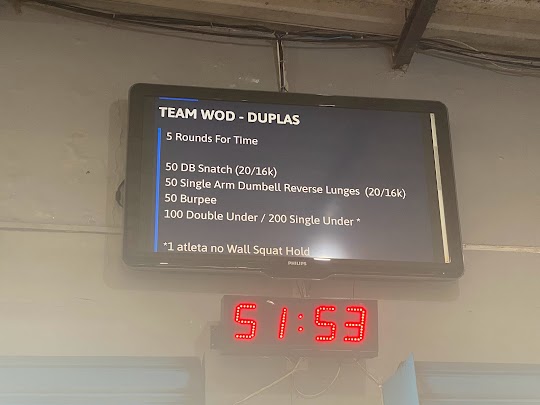 TEAM WOD - DUPLAS
5 Rounds For Time
50 DB Snatch (20/16k)
50 Single Arm Dumbell Reverse Lunges (20/16k)
50 Burpee
100 Double Under / 200 Single Under *
*1 atleta no Wall Squat Hold
PHILIPS
51:53